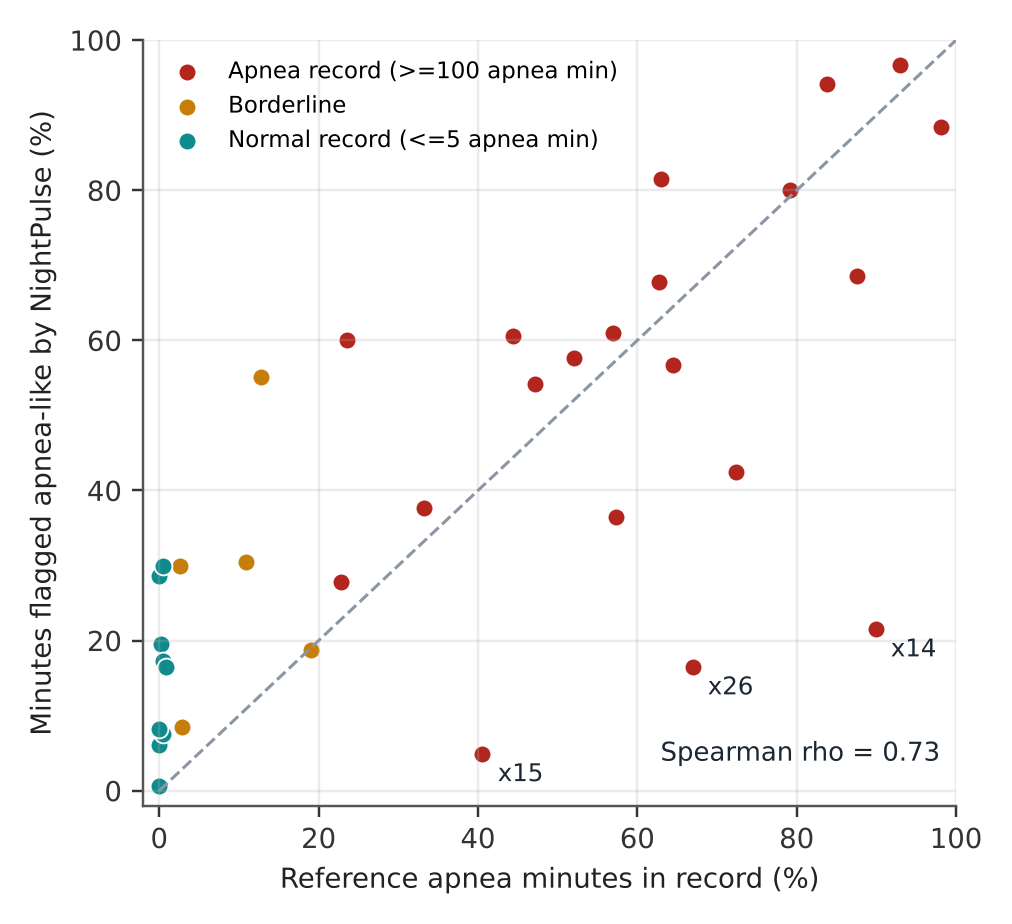 Apnea record (>=100 apnea min)
Borderline
Normal record (<=5 apnea min)
Minutes flagged apnea-like by NightPulse (%)
100
80
60
40
20
0
x14
x26
x15
Spearman rho = 0.73
0 20 40 60 80 100
Reference apnea minutes in record (%)